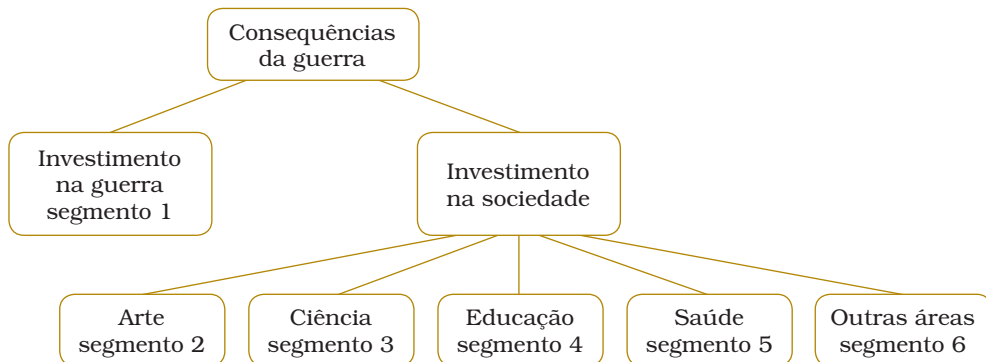 Consequências
da guerra
Investimento
na guerra
segmento 1
Investimento
na sociedade
Arte
segmento 2
Ciência
segmento 3
Educação
segmento 4
Saúde
segmento 5
Outras áreas
segmento 6